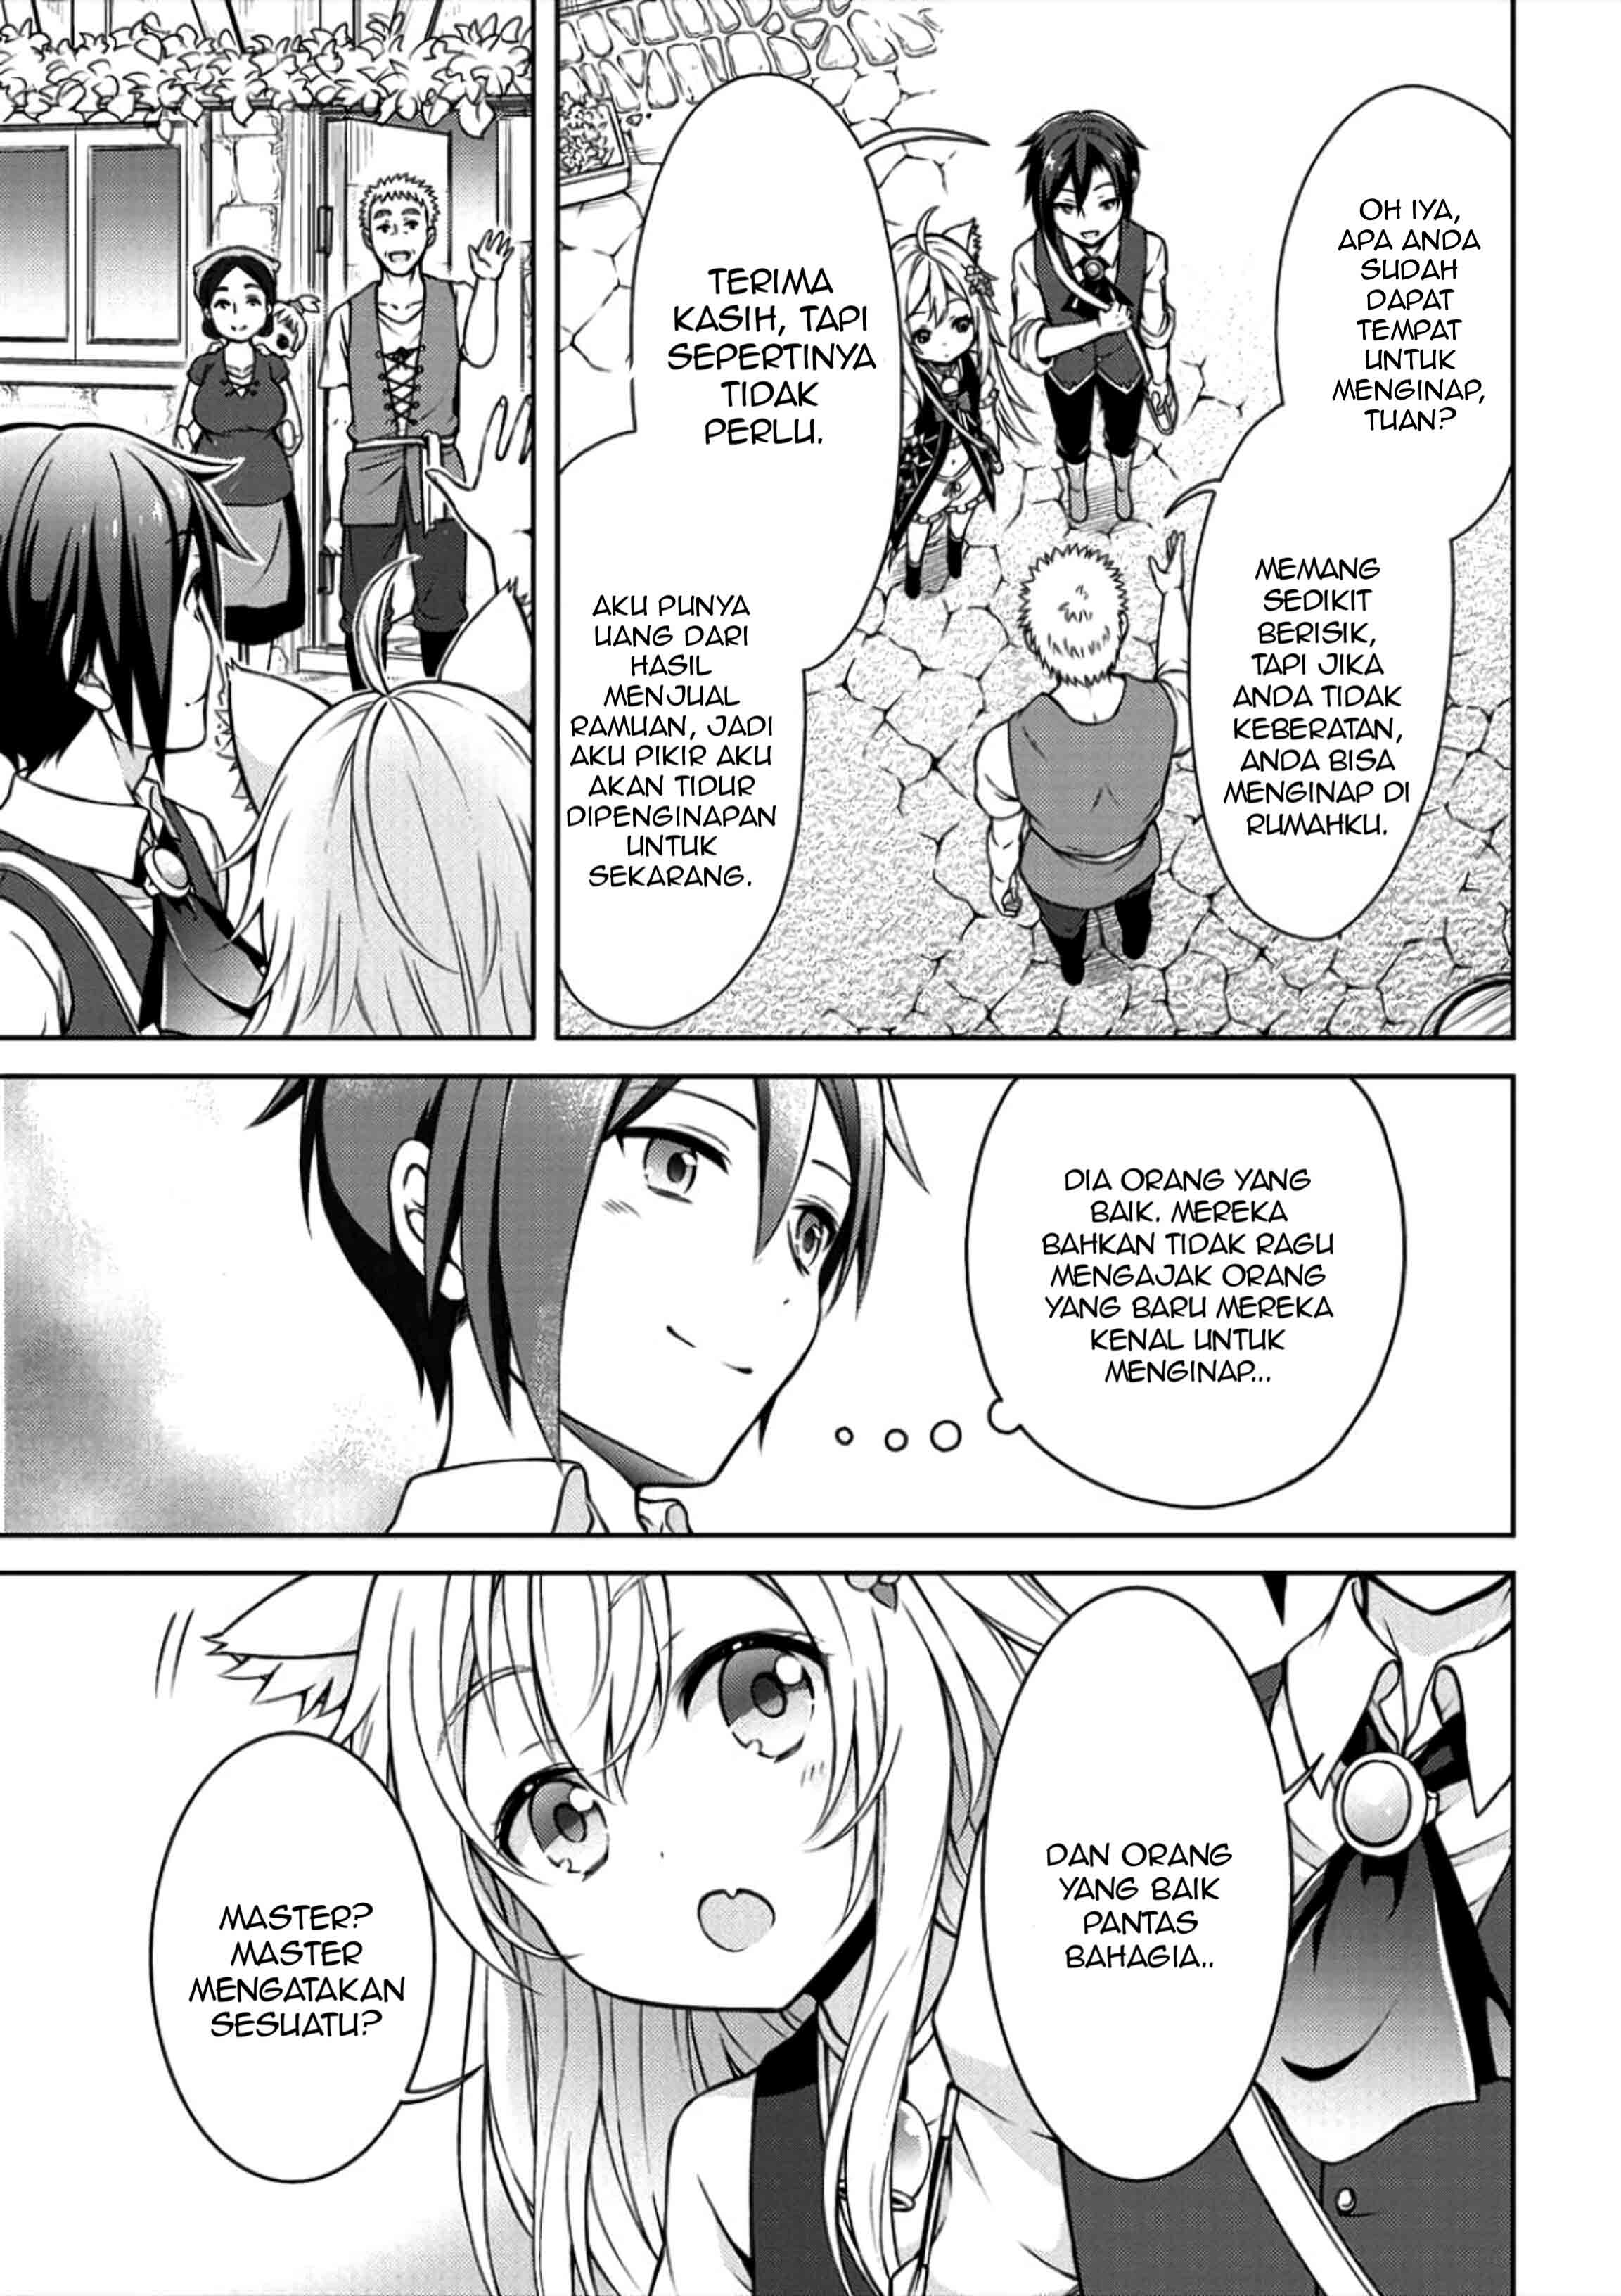 OH IYA,
APA ANDA
SUDAH
DAPAT
TEMPAT
UNTUK
MENGINAP,
TUAN?
MEMANG
SEDIKIT
BERISIK,
TAPI JIKA
ANDA TIDAK
KEBERATAN,
ANDA BISA
MENGINAP DI
RUMAHKU.
TERIMA
KASIH, TAPI
SEPERTINYA
TIDAK
PERLU.
AKU PUNYA
UANG DARI
HASIL
MENJUAL
RAMUAN, JADI
AKU PIKIR AKU
AKAN TIDUR
DIPENGINAPAN
UNTUK
SEKARANG.
DIA ORANG YANG
BAIK. MEREKA
BAHKAN TIDAK RAGU
MENGAJAK ORANG
YANG BARU MEREKA
KENAL UNTUK
MENGINAP...
DAN ORANG
YANG BAIK
PANTAS
BAHAGIA..
MASTER?
MASTER
MENGATAKAN
SESUATU?